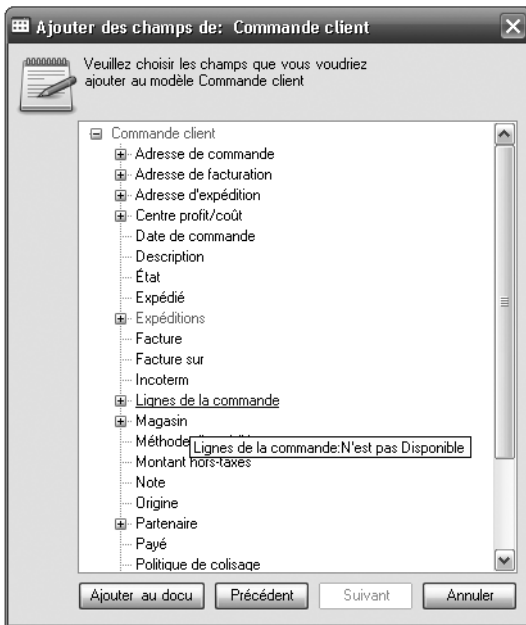 Ajouter des champs de: Commande client
Veuillez choisir les champs que vous voudriez
ajouter au modèle Commande client
Commande client
Adresse de commande
Adresse de facturation
Adresse d'expédition
Centre profit/coût
Date de commande
Description
État
Expédié
Expéditions
Facture
Facture sur
Incoterm
Lignes de la commande
Magasin
Méthode
Lignes de la commande:N'est pas Disponible
Montant hors-taxes
Note
Origine
Partenaire
Payé
Politique de colisage
Ajouter au docu
Précédent
Suivant
Annuler